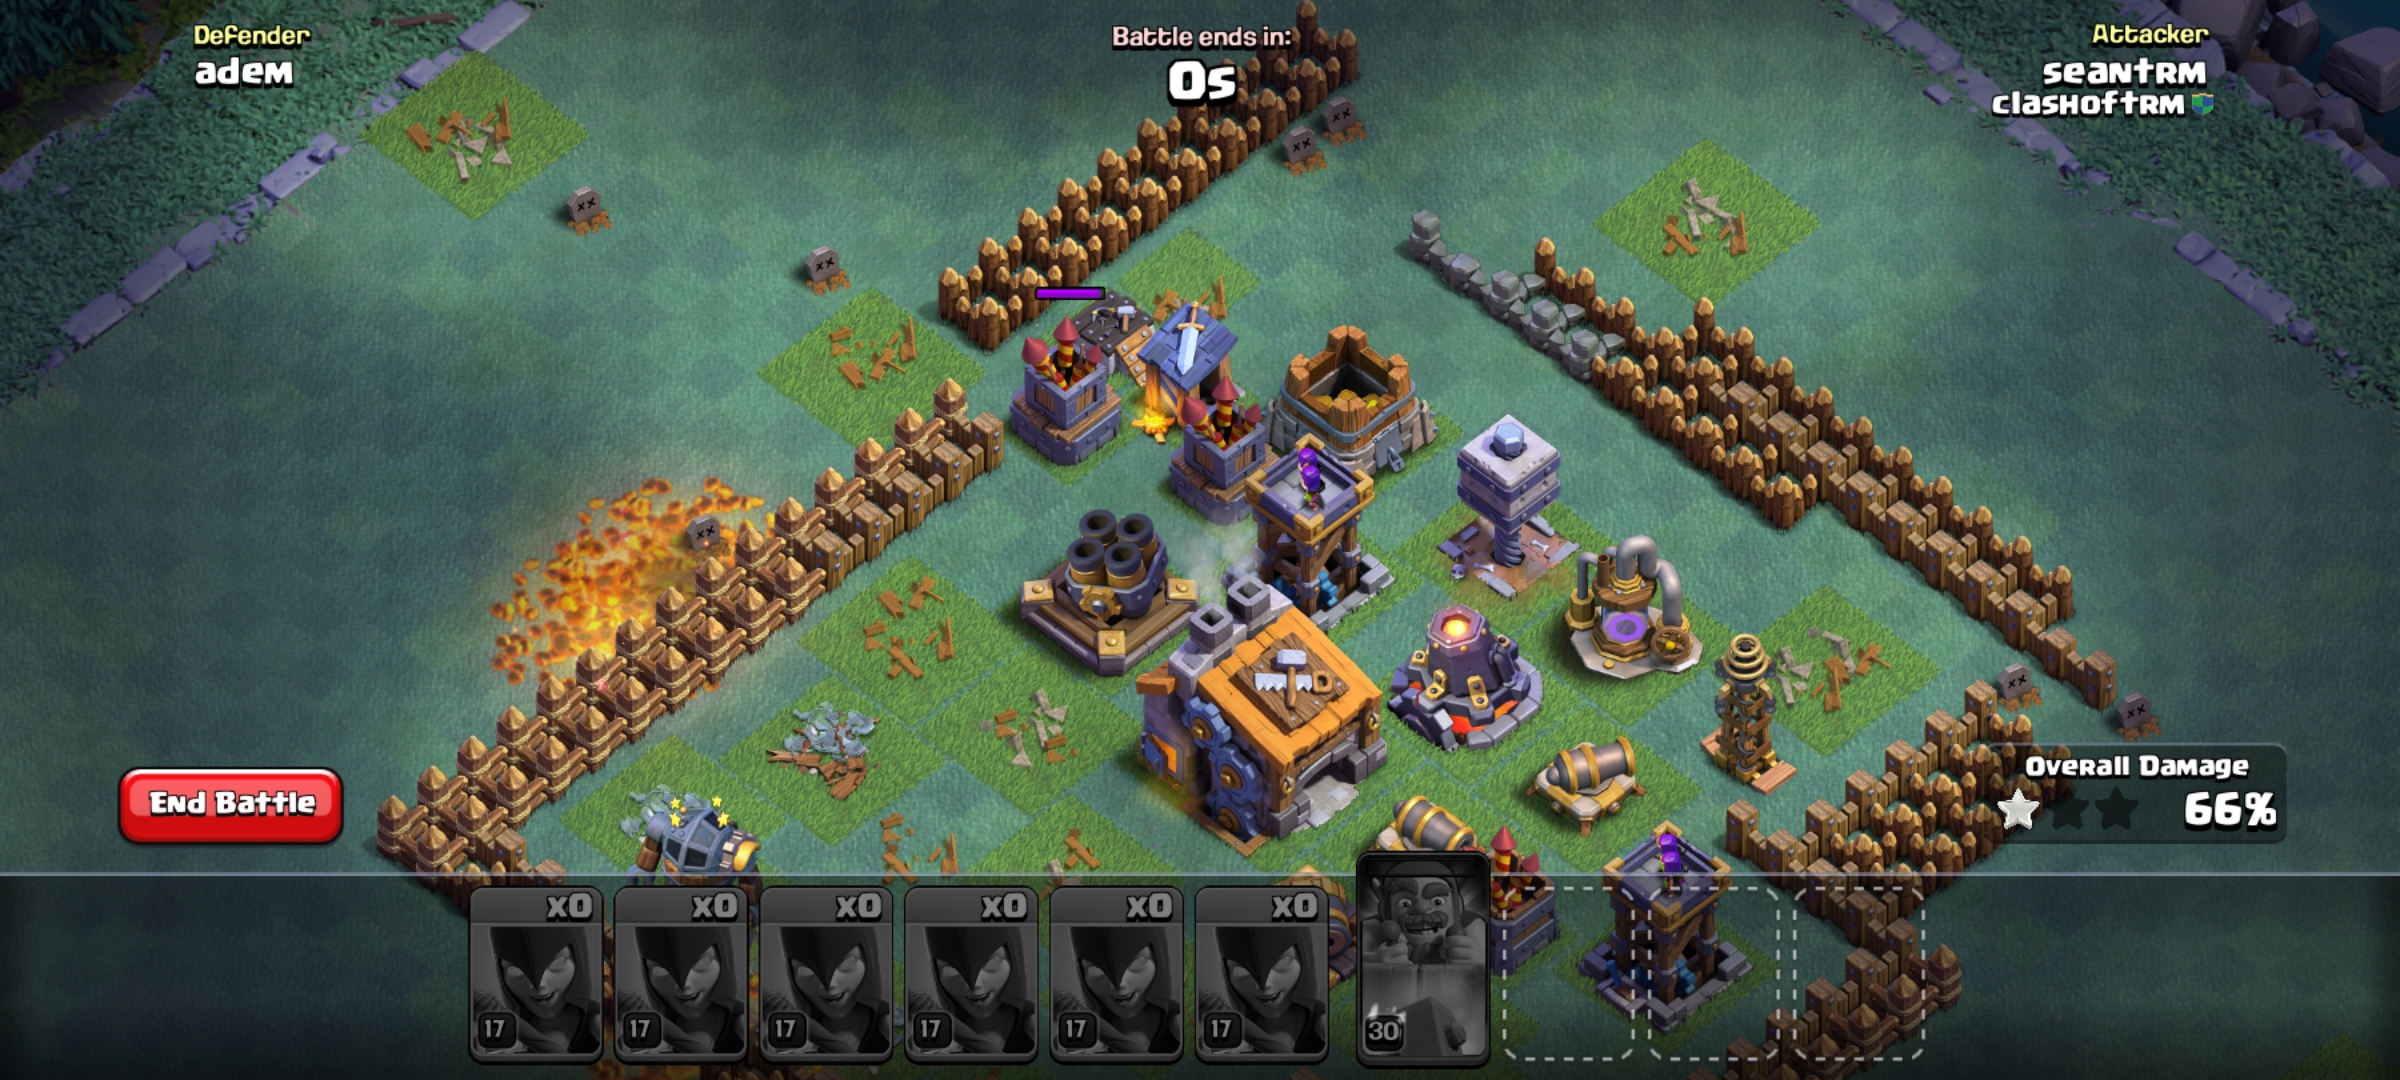 Defender
adem
Battle ends in:
0s
Attacker
seantRM
clashoftRM
End Battle
Overall Damage
66%
x0
x0
x0
x0
x0
x0
17
17
17
17
17
17
30